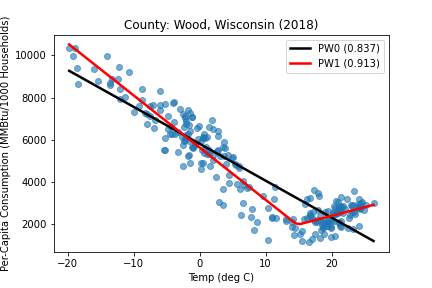 County: Wood, Wisconsin (2018)
Per-Capita Consumption (MMBtu/1000 Households)
10000
8000
6000
4000
2000
PW0 (0.837)
PW1 (0.913)
−20 −10 0 10 20
Temp (deg C)